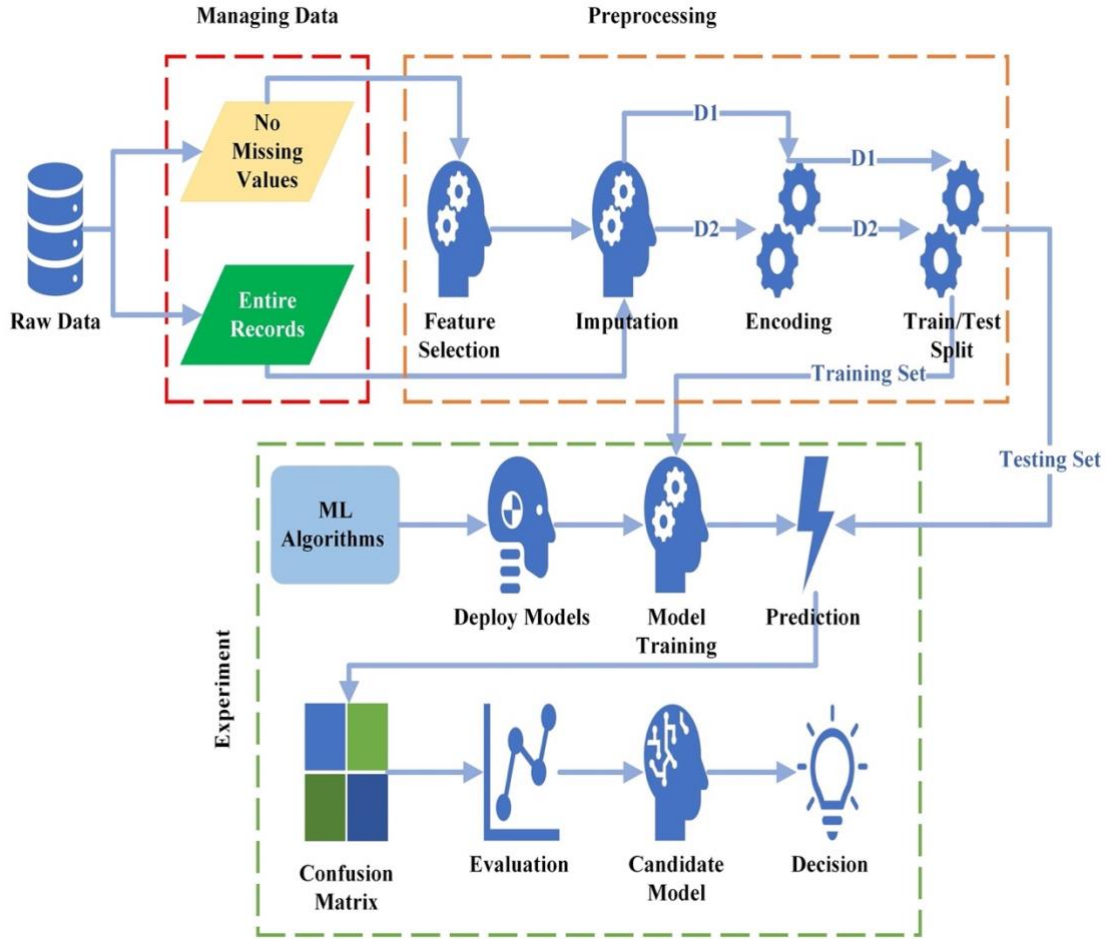 Managing Data
Preprocessing
No
Missing
Values
D1
D1
D2
D2
Raw Data
Entire
Records
Feature
Selection
Imputation
Encoding
Train/Test
Split
Training Set
Testing Set
ML
Algorithms
Deploy Models
Model
Training
Prediction
Experiment
Confusion
Matrix
Evaluation
Candidate
Model
Decision